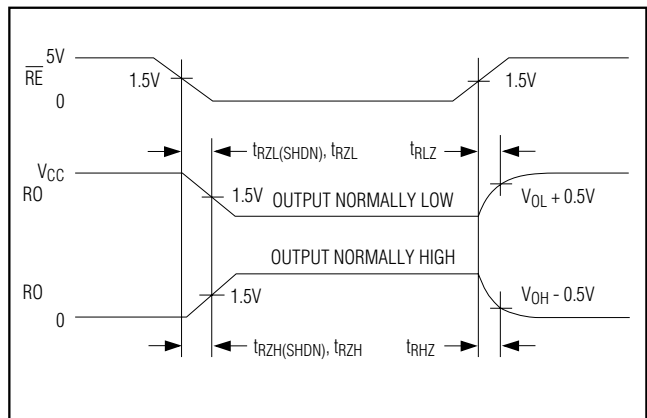 5V
RE
1.5V
1.5V
0
tRZL(SHDN), tRZL
tRLZ
VCC
RO
1.5V
OUTPUT NORMALLY LOW
VOL + 0.5V
OUTPUT NORMALLY HIGH
RO
1.5V
VOH - 0.5V
0
tRZH(SHDN), tRZH
tRHZ